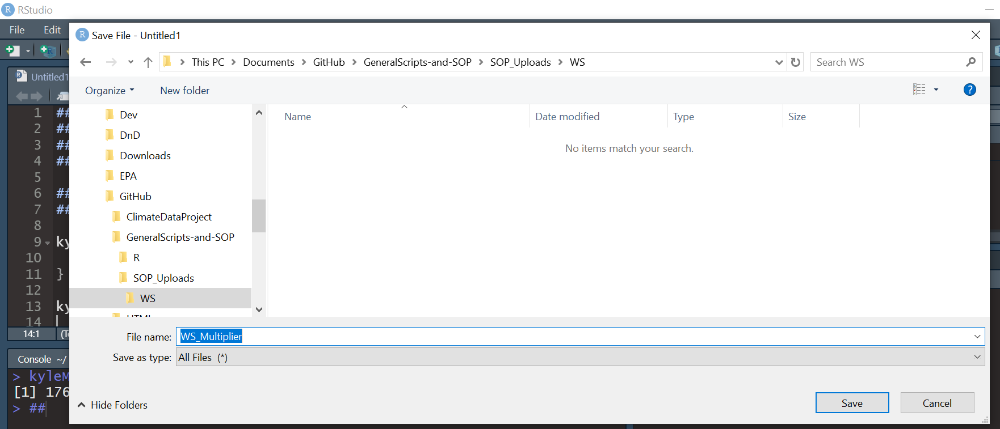 R RStudio
File Edit
R Save File - Untitled1
This PC > Documents > GitHub > GeneralScripts-and-SOP > SOP_Uploads > WS
Search WS
Organize New folder
?
Untitled1
1 ##
2 ##
3 ##
4 ##
5
6 ##
7 ##
8
9 ky
10
11 }
12
13 ky
14
14:1 (To
Dev
DnD
Downloads
EPA
GitHub
ClimateDataProject
GeneralScripts-and-SOP
R
SOP_Uploads
WS
Name Date modified Type Size
No items match your search.
File name: WS_Multiplier
Save as type: All Files (*)
Console ~/
> kyleM
[1] 176
> ##
Hide Folders
Save Cancel